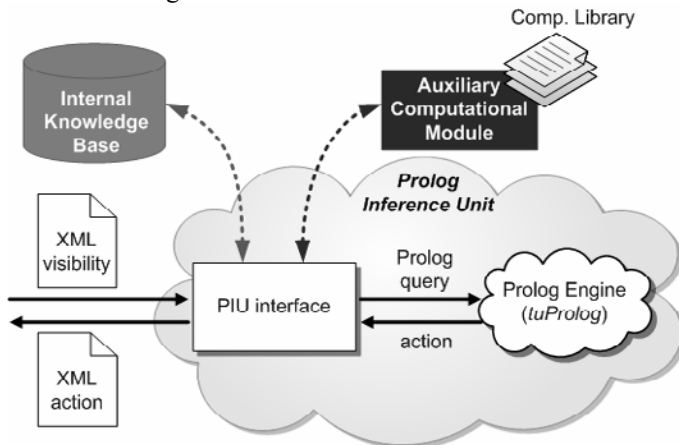 Comp. Library
Internal
Knowledge
Base
Auxiliary
Computational
Module
Prolog
Inference Unit
XML
visibility
PIU interface
Prolog
query
action
Prolog Engine
(tuProlog)
XML
action